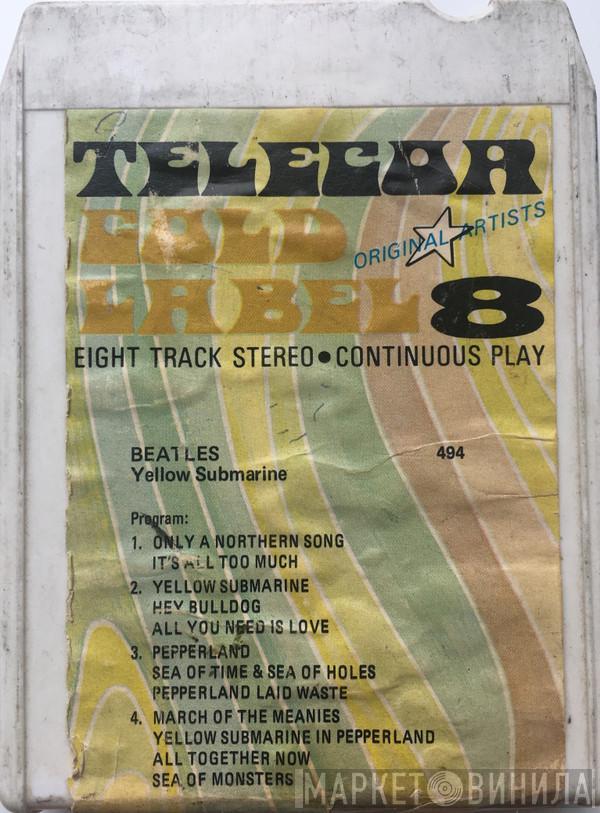 TELECOR
GOLD
ORIGINAL ARTISTS
LABEL 8
EIGHT TRACK STEREO • CONTINUOUS PLAY
BEATLES 494
Yellow Submarine
Program:
1. ONLY A NORTHERN SONG
IT'S ALL TOO MUCH
2. YELLOW SUBMARINE
HEY BULLDOG
ALL YOU NEED IS LOVE
3. PEPPERLAND
SEA OF TIME & SEA OF HOLES
PEPPERLAND LAID WASTE
4. MARCH OF THE MEANIES
YELLOW SUBMARINE IN PEPPERLAND
ALL TOGETHER NOW
SEA OF MONSTERS
МАРКЕТ ВИНИЛА